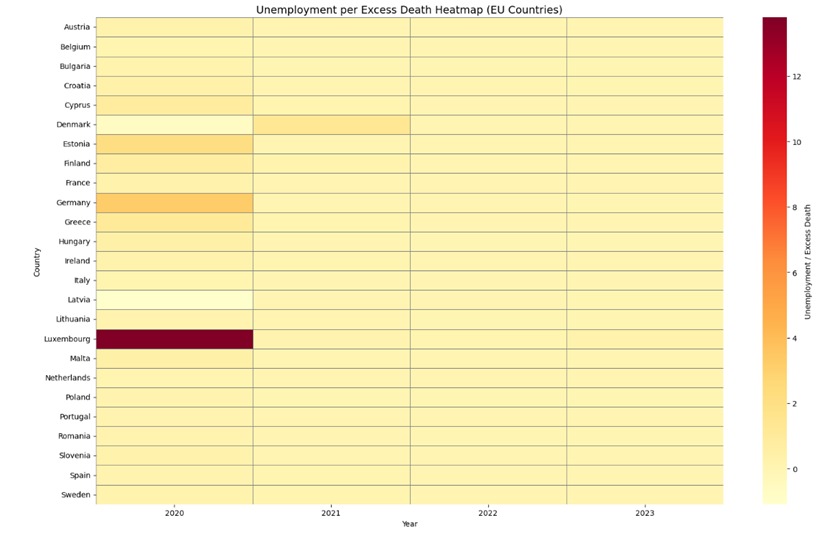 Unemployment per Excess Death Heatmap (EU Countries)
Austria
Belgium
Bulgaria
Croatia
Cyprus
Denmark
Estonia
Finland
France
Germany
Greece
Hungary
Ireland
Italy
Latvia
Lithuania
Luxembourg
Malta
Netherlands
Poland
Portugal
Romania
Slovenia
Spain
Sweden
Country
2020 2021 2022 2023
Year
12
10
8
6
4
2
0
Unemployment / Excess Death